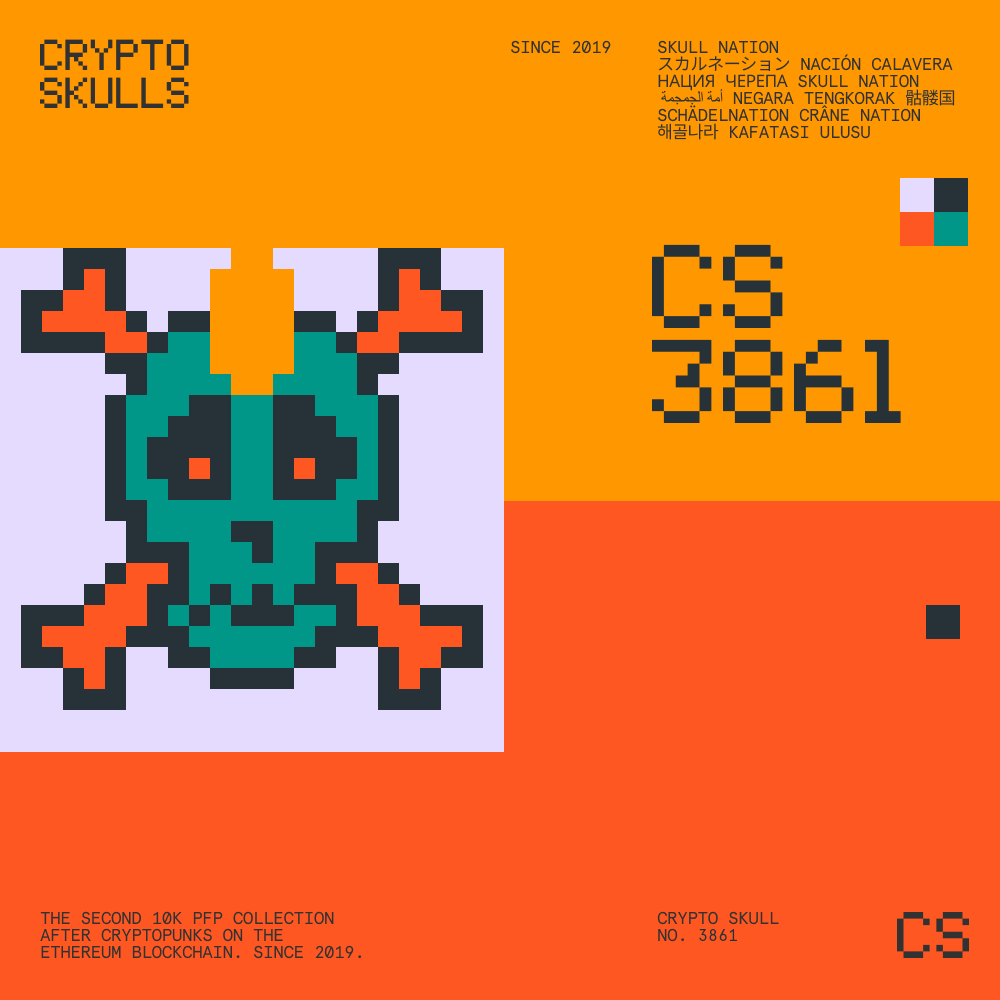 CRYPTO
SKULLS
SINCE 2019
SKULL NATION
スカルネーション NACIÓN CALAVERA
НАЦИЯ ЧЕРЕПА SKULL NATION
أمة الجمجمة NEGARA TENGKORAK 骷髅国
SCHÄDELNATION CRÂNE NATION
해골나라 KAFATASI ULUSU
CS
3861
THE SECOND 10K PFP COLLECTION
AFTER CRYPTOPUNKS ON THE
ETHEREUM BLOCKCHAIN. SINCE 2019.
CRYPTO SKULL
NO. 3861
CS